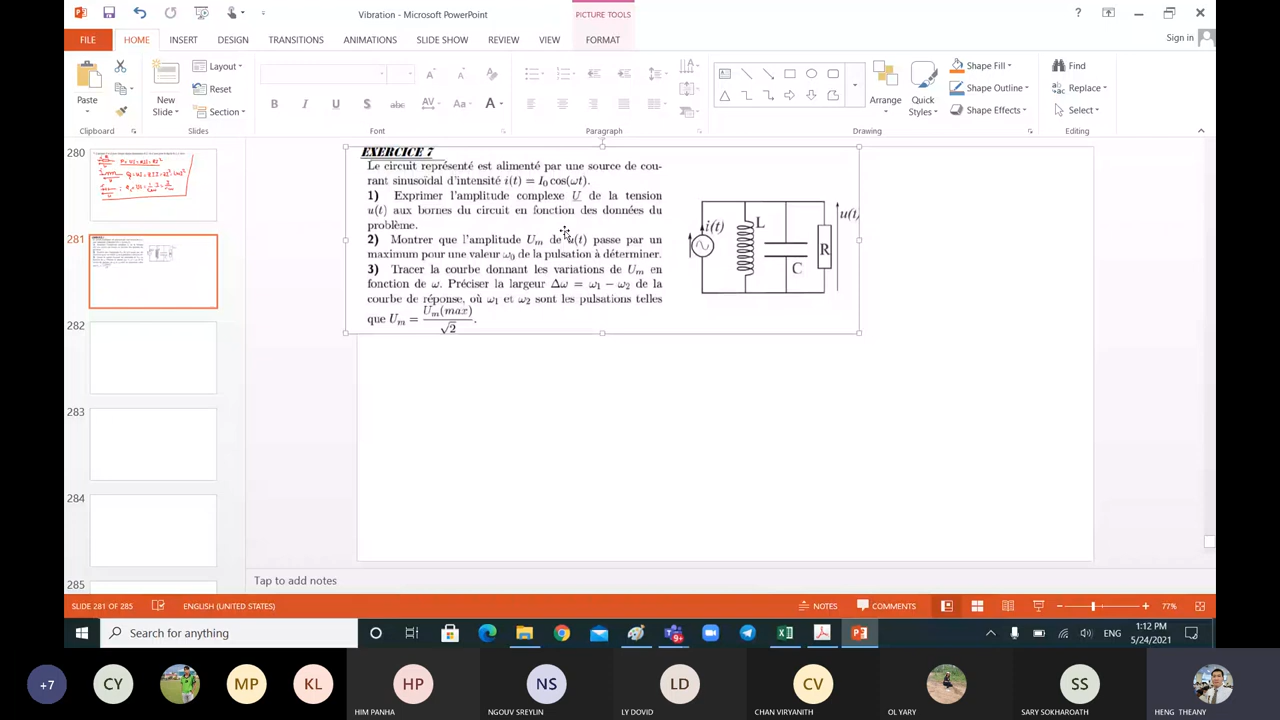 Vibration - Microsoft PowerPoint
PICTURE TOOLS
?
Sign in
FILE
HOME
INSERT
DESIGN
TRANSITIONS
ANIMATIONS
SLIDE SHOW
REVIEW
VIEW
FORMAT
Paste
New
Slide
Layout
Reset
Section
Shape Fill
Shape Outline
Shape Effects
Arrange
Quick
Styles
Find
Replace
Select
Clipboard
Slides
Font
Paragraph
Drawing
Editing
280
281
282
283
284
285
EXERCICE 7
Le circuit représenté est alimenté par une source de cou-
rant sinusoïdal d'intensité i(t) = I₀ cos(ωt).
1) Exprimer l'amplitude complexe U de la tension
u(t) aux bornes du circuit en fonction des données du
problème.
2) Montrer que l'amplitude Uₘ de u(t) passe par un
maximum pour une valeur ω₀ de la pulsation à déterminer.
3) Tracer la courbe donnant les variations de Uₘ en
fonction de ω. Préciser la largeur Δω = ω₁ − ω₂ de la
courbe de réponse, où ω₁ et ω₂ sont les pulsations telles
que Uₘ = Uₘ(max)/√2.
i(t)
L
C
R
u(t)
Tap to add notes
SLIDE 281 OF 285
ENGLISH (UNITED STATES)
NOTES
COMMENTS
77%
Search for anything
9+
ENG
1:12 PM
5/24/2021
+7
CY
MP
KL
HP
NS
LD
CV
SS
HIM PANHA
NGOUV SREYLIN
LY DOVID
CHAN VIRYANITH
OL YARY
SARY SOKHAROATH
HENG THEANY